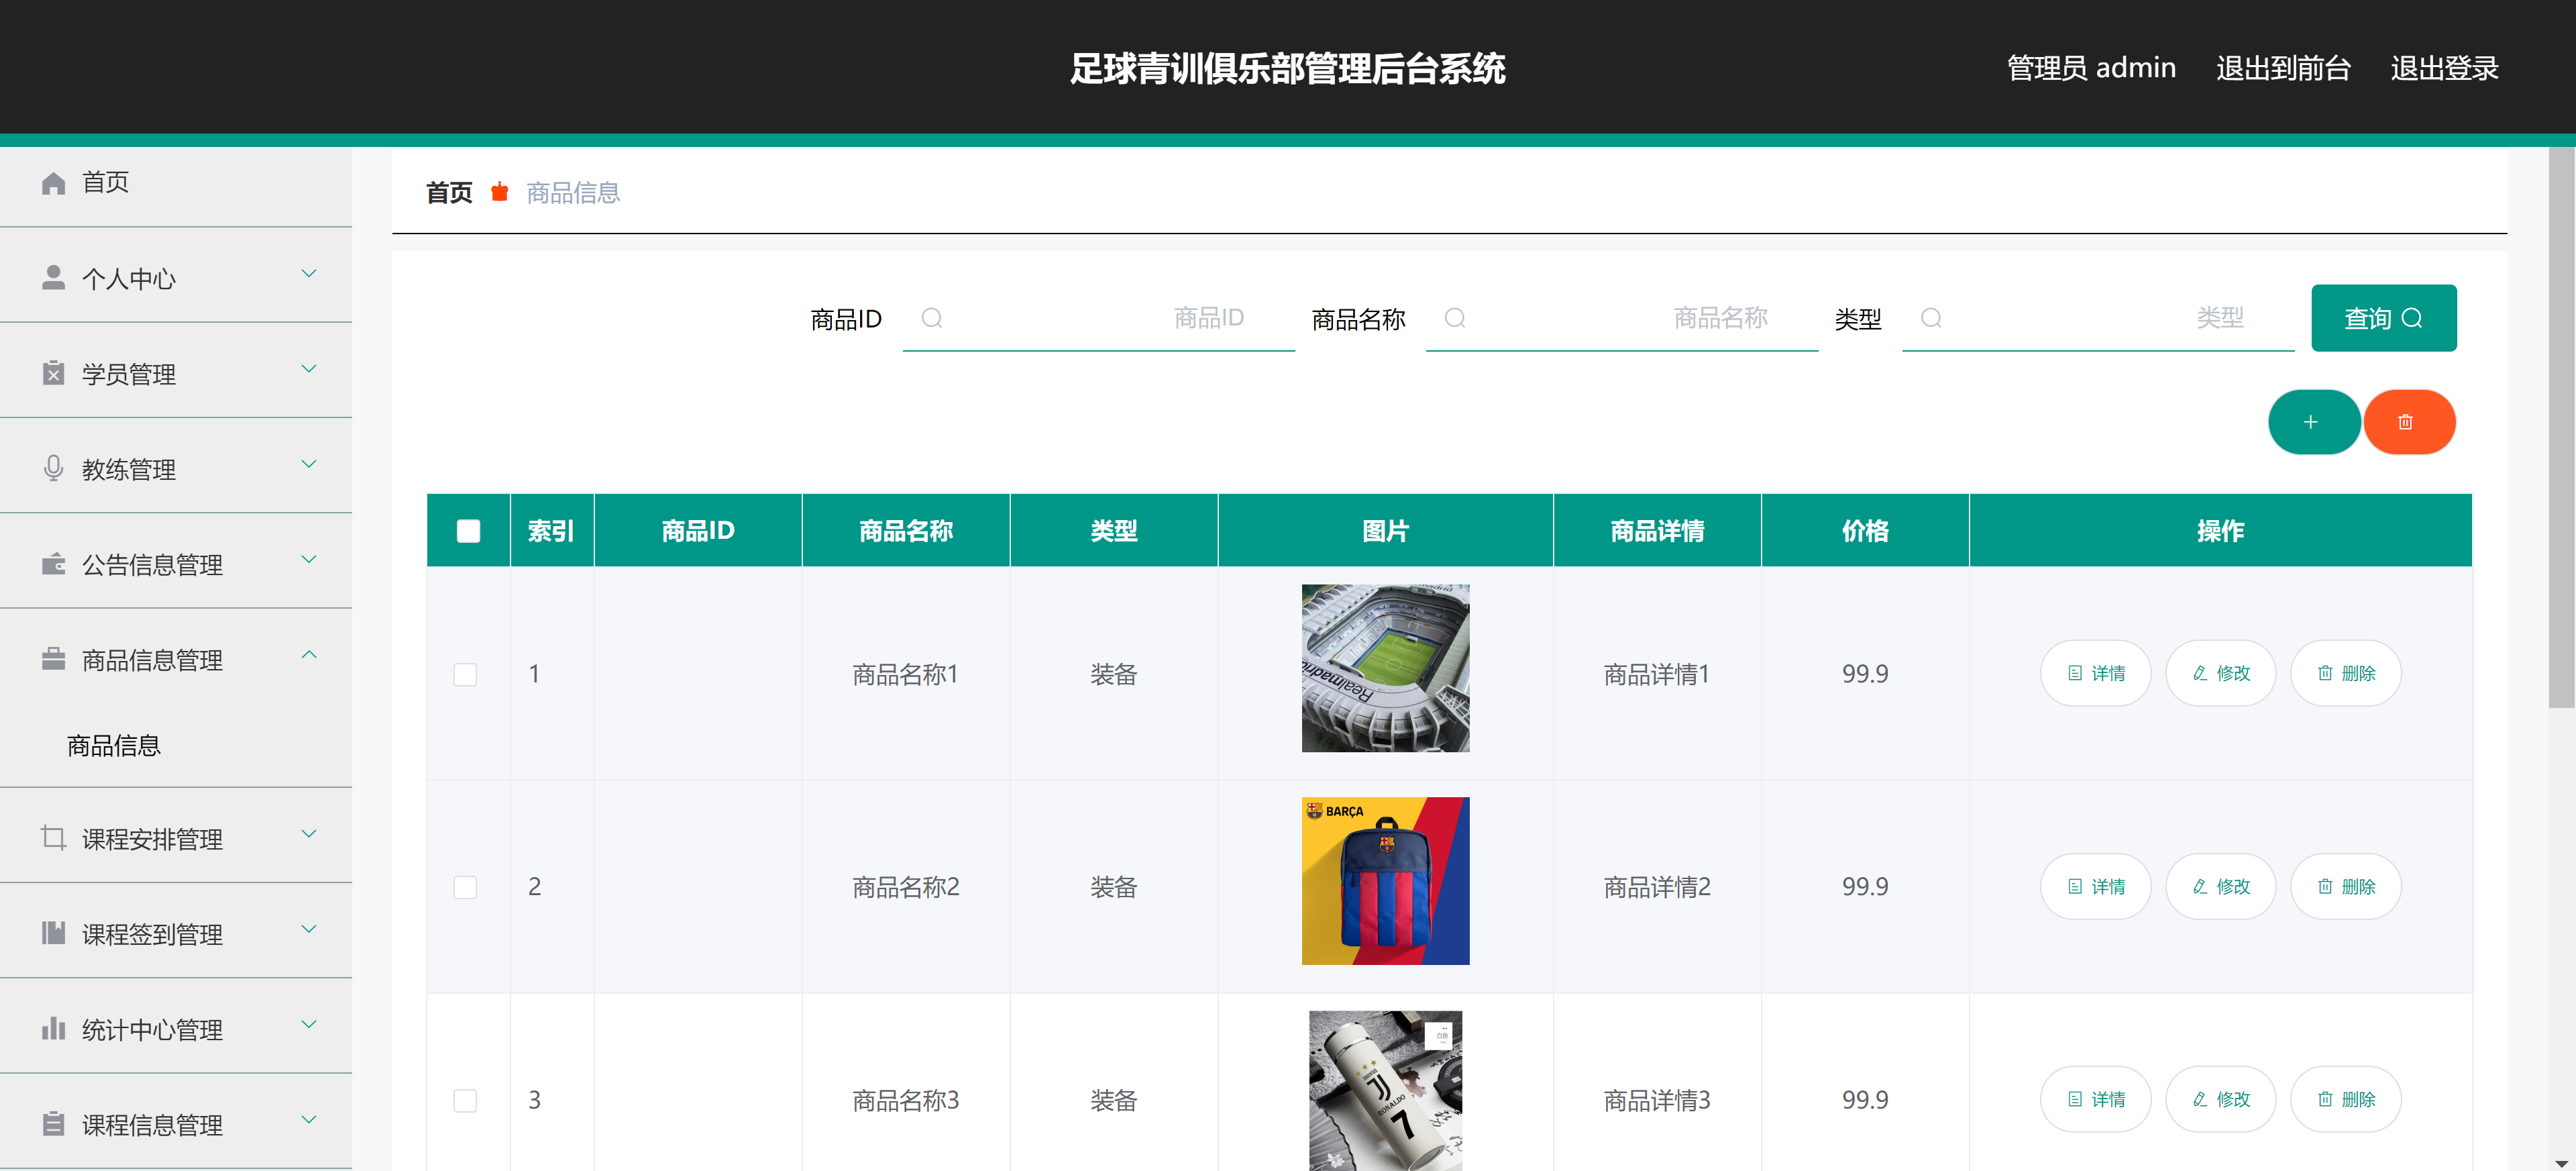 足球青训俱乐部管理后台系统
管理员 admin 退出到前台 退出登录
首页
个人中心
学员管理
教练管理
公告信息管理
商品信息管理
商品信息
课程安排管理
课程签到管理
统计中心管理
课程信息管理
首页 商品信息
商品ID 商品ID 商品名称 商品名称 类型 类型 查询
索引 商品ID 商品名称 类型 图片 商品详情 价格 操作
1 商品名称1 装备 商品详情1 99.9 详情 修改 删除
Realmadrid
2 商品名称2 装备 商品详情2 99.9 详情 修改 删除
BARÇA
3 商品名称3 装备 商品详情3 99.9 详情 修改 删除
白色
JUVENTUS
RONALDO
7